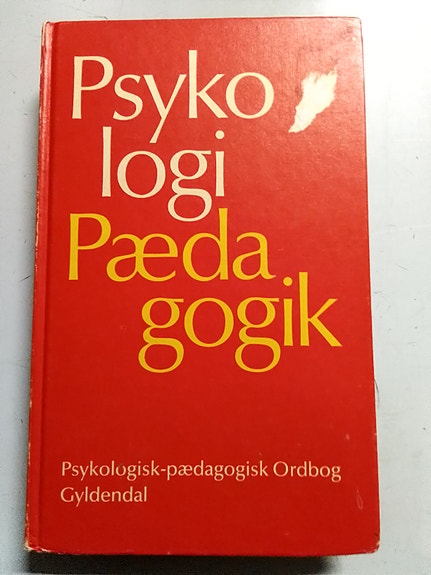 Psyko
logi
Pæda
gogik
Psykologisk-pædagogisk Ordbog
Gyldendal